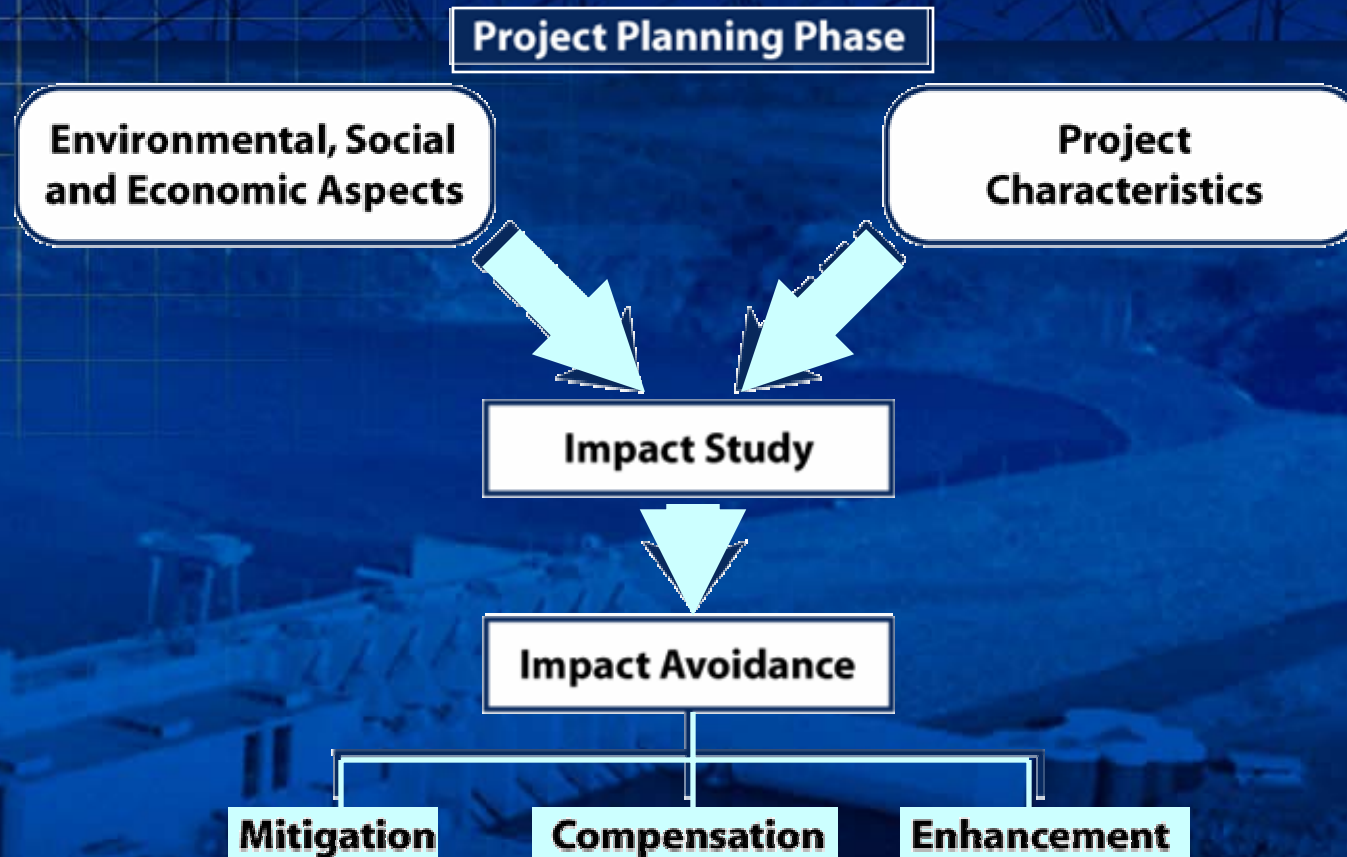 Project Planning Phase
Environmental, Social
and Economic Aspects
Project
Characteristics
Impact Study
Impact Avoidance
Mitigation
Compensation
Enhancement